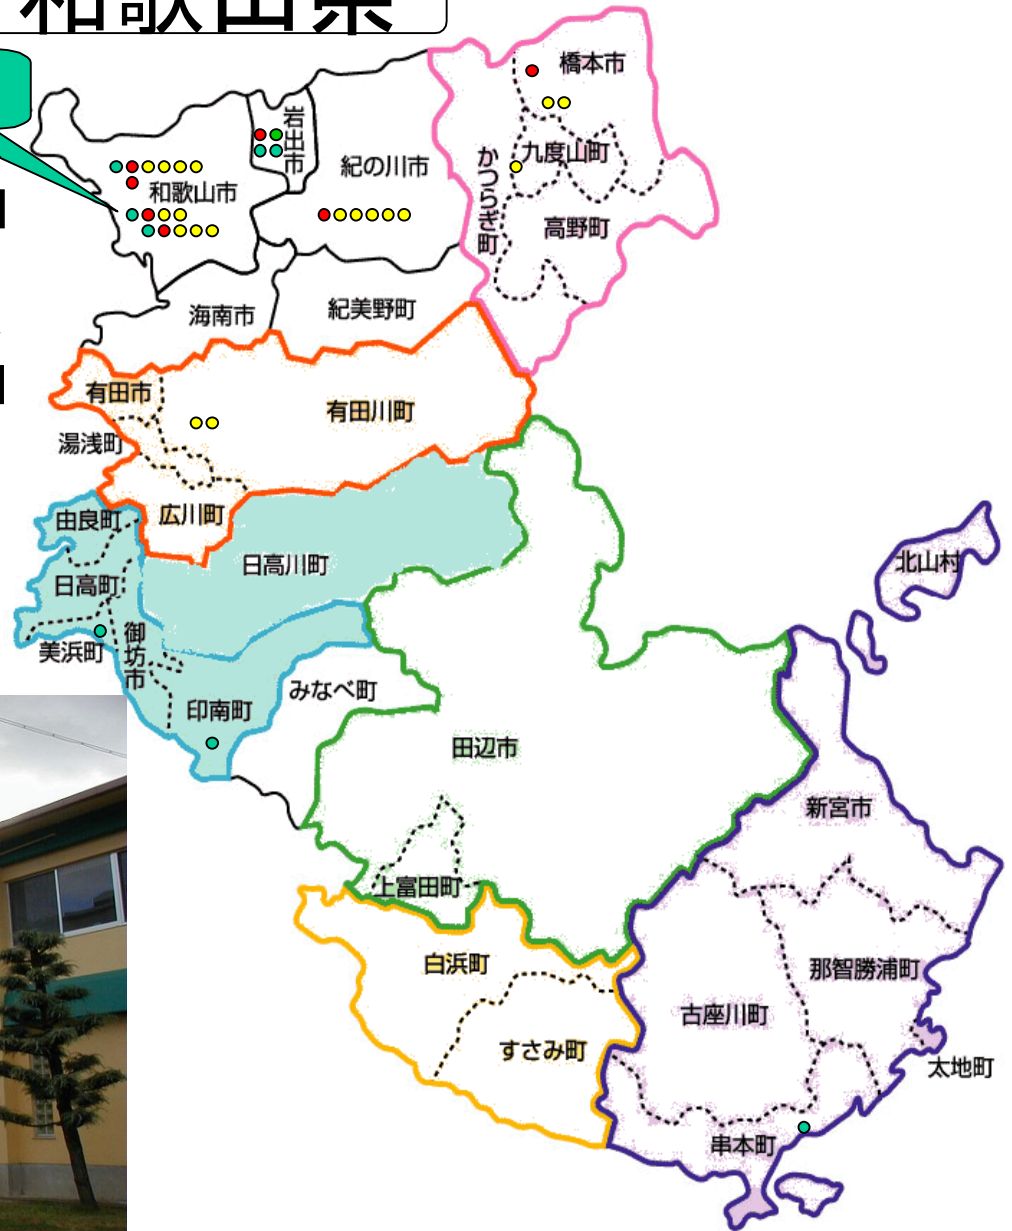 和歌山県
橋本市
岩出市
九度山町
かつらぎ町
紀の川市
和歌山市
高野町
海南市
紀美野町
有田市
有田川町
湯浅町
広川町
由良町
日高川町
北山村
日高町
御坊市
美浜町
みなべ町
印南町
田辺市
新宮市
上富田町
白浜町
那智勝浦町
古座川町
すさみ町
太地町
串本町